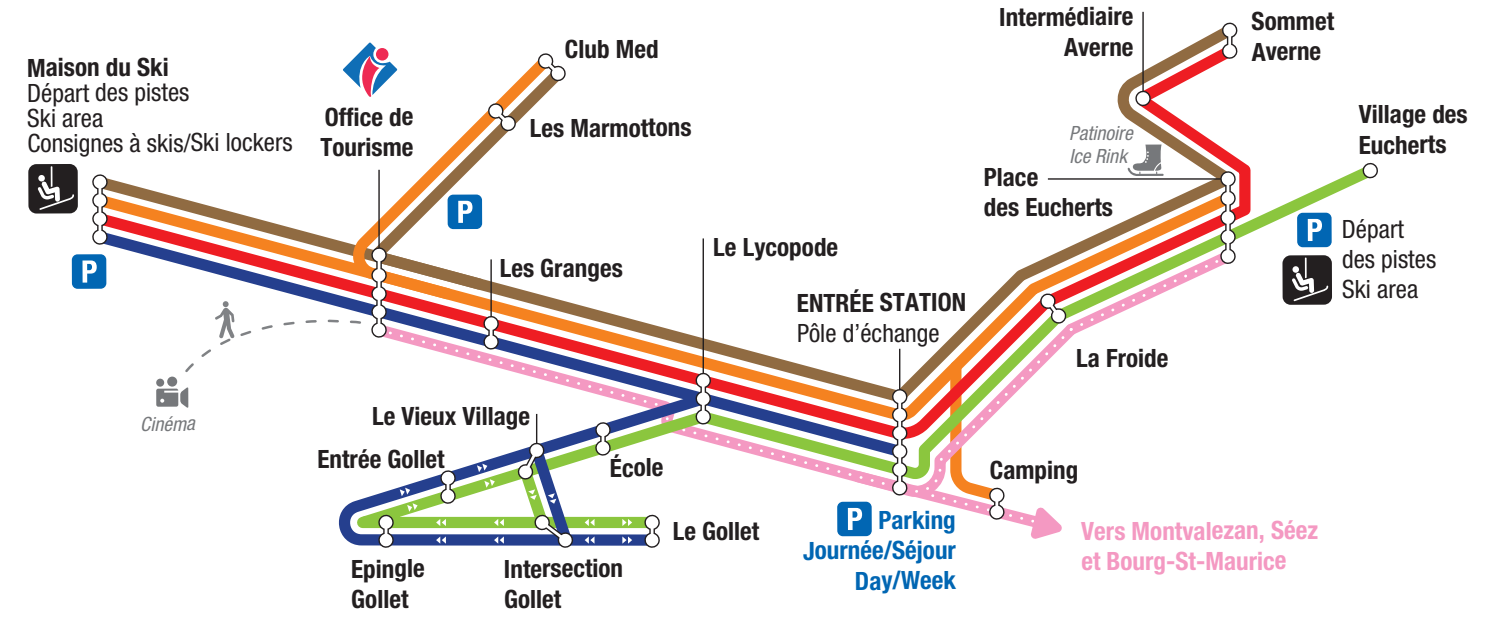 Maison du Ski
Départ des pistes
Ski area
Consignes à skis/Ski lockers
P
Office de
Tourisme
Club Med
Les Marmottons
P
Intermédiaire
Averne
Sommet
Averne
Patinoire
Ice Rink
Place
des Eucherts
Village des
Eucherts
P
Départ
des pistes
Ski area
Les Granges
Le Lycopode
ENTRÉE STATION
Pôle d'échange
La Froide
Cinéma
Le Vieux Village
Entrée Gollet
École
Camping
Le Gollet
P Parking
Journée/Séjour
Day/Week
Vers Montvalezan, Séez
et Bourg-St-Maurice
Epingle
Gollet
Intersection
Gollet